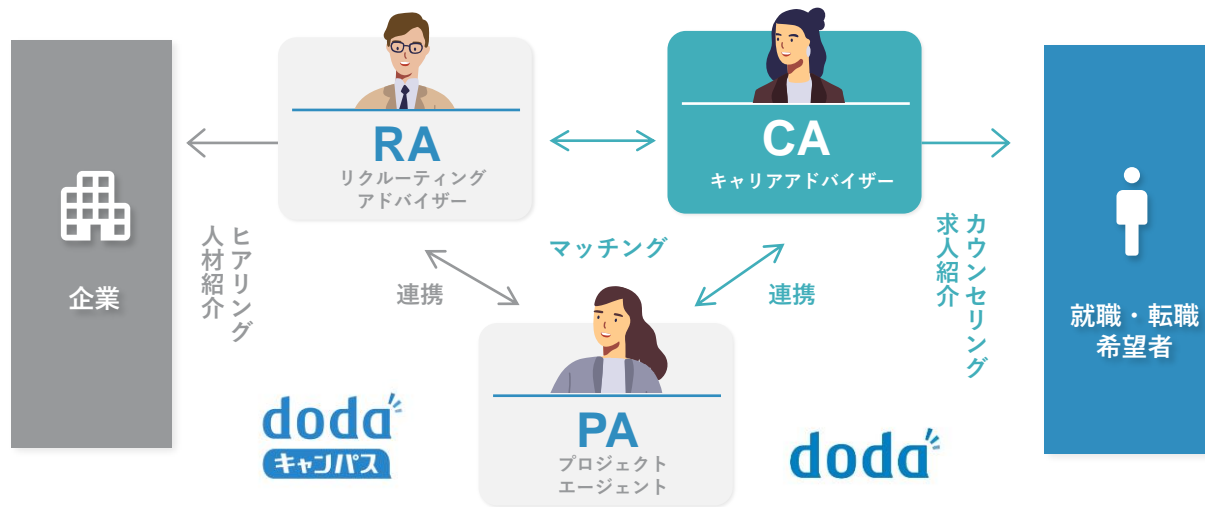 企業
ヒアリング
人材紹介
RA
リクルーティング
アドバイザー
CA
キャリアアドバイザー
マッチング
連携
連携
PA
プロジェクト
エージェント
カウンセリング
求人紹介
就職・転職
希望者
doda
キャンパス
doda